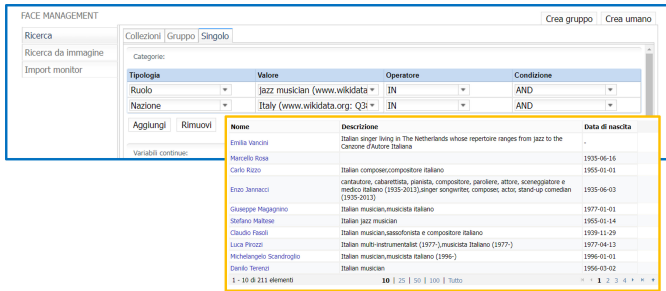 FACE MANAGEMENT
Crea gruppo Crea umano
Ricerca
Ricerca da immagine
Import monitor
Collezioni Gruppo Singolo
Categorie:
Tipologia Valore Operatore Condizione
Ruolo jazz musician (www.wikidata IN AND
Nazione Italy (www.wikidata.org: Q38 IN AND
Aggiungi Rimuovi
Variabili continue:
Nome Descrizione Data di nascita
Emilia Vancini Italian singer living in The Netherlands whose repertoire ranges from jazz to the Canzone d'Autore Italiana -
Marcello Rosa 1935-06-16
Carlo Rizzo Italian composer,compositore italiano 1955-01-01
Enzo Jannacci cantautore, cabarettista, pianista, compositore, paroliere, attore, sceneggiatore e medico italiano (1935-2013),singer songwriter, composer, actor, stand-up comedian (1935-2013) 1935-06-03
Giuseppe Magagnino Italian musician,musicista italiano 1977-01-01
Stefano Maltese Italian jazz musician 1955-01-14
Claudio Fasoli Italian musician,sassofonista e compositore italiano 1939-11-29
Luca Pirozzi Italian multi-instrumentalist (1977-),musicista Italiano (1977-) 1977-04-13
Michelangelo Scandroglio Italian musician,musicista italiano (1996-) 1996-01-01
Danilo Terenzi Italian musician 1956-03-02
1 - 10 di 211 elementi 10 | 25 | 50 | 100 | Tutto 1 2 3 4